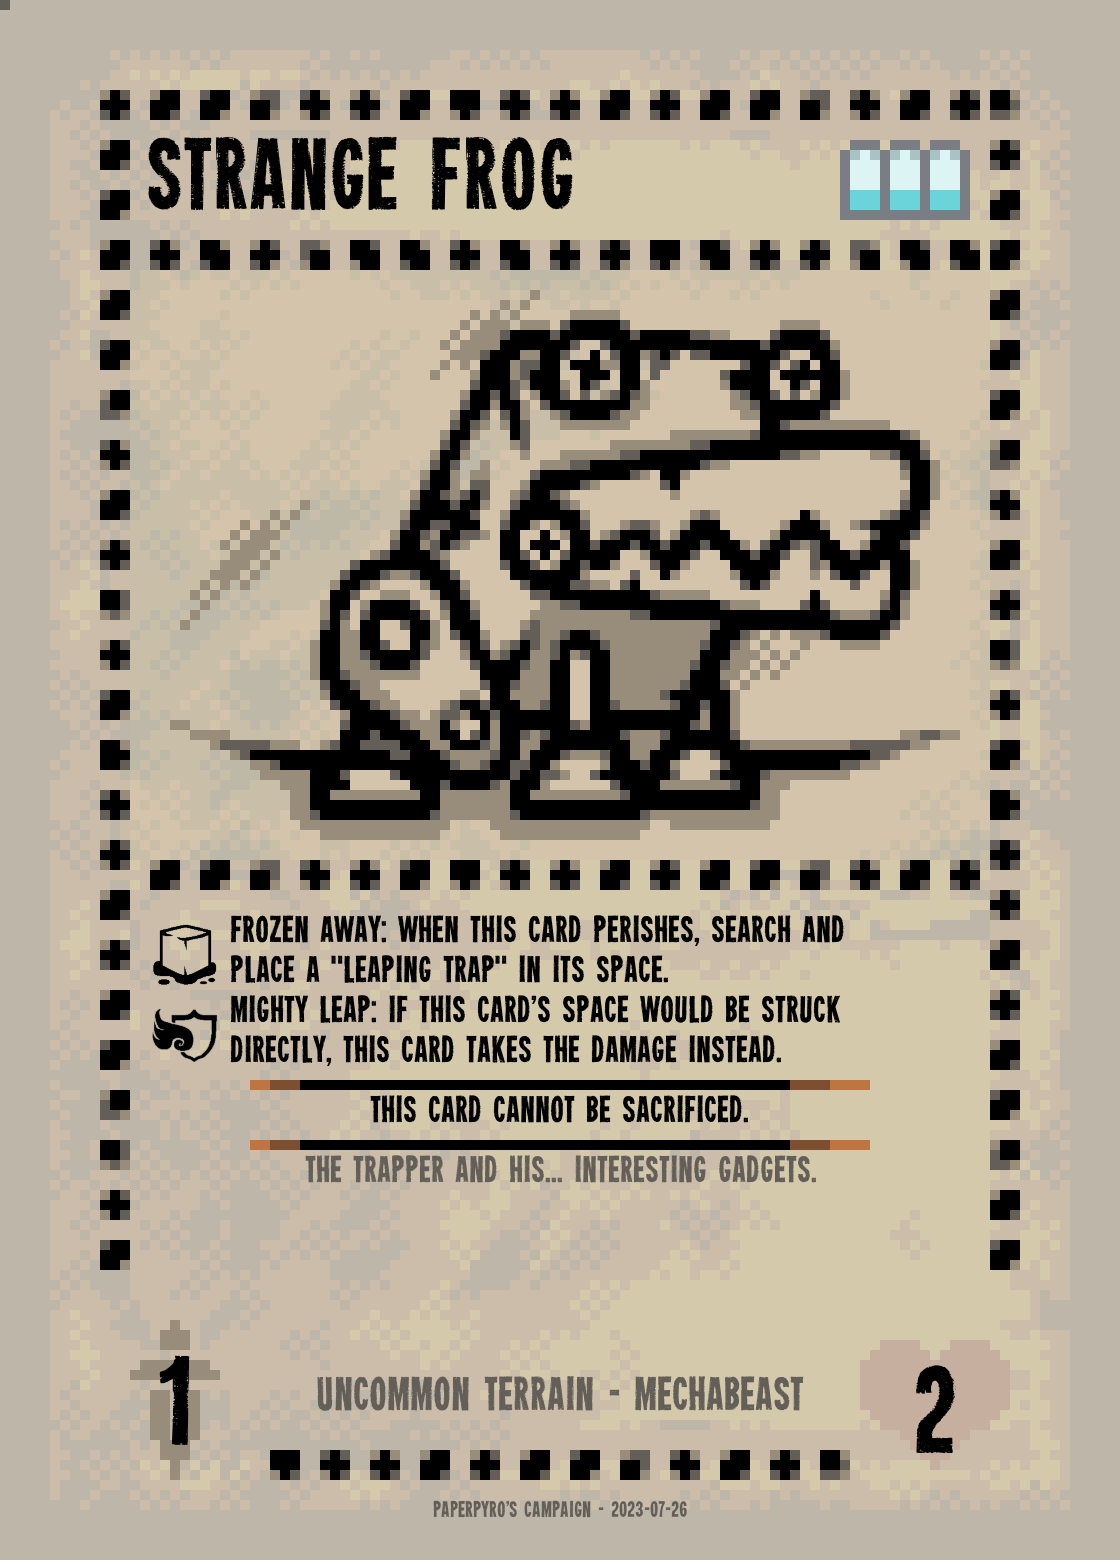 STRANGE FROG
FROZEN AWAY: WHEN THIS CARD PERISHES, SEARCH AND
PLACE A "LEAPING TRAP" IN ITS SPACE.
MIGHTY LEAP: IF THIS CARD'S SPACE WOULD BE STRUCK
DIRECTLY, THIS CARD TAKES THE DAMAGE INSTEAD.
THIS CARD CANNOT BE SACRIFICED.
THE TRAPPER AND HIS... INTERESTING GADGETS.
1
UNCOMMON TERRAIN - MECHABEAST
2
PAPERPYRO'S CAMPAIGN - 2023-07-26